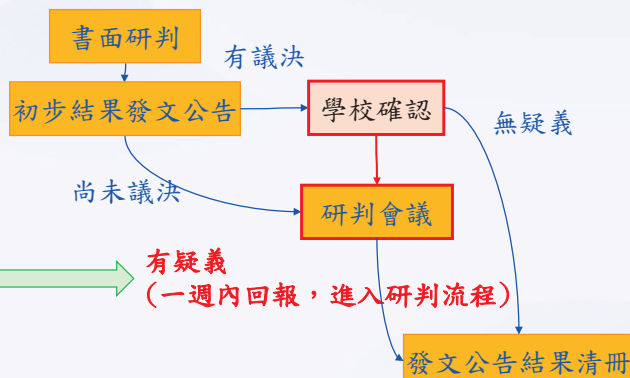 書面研判
有議決
初步結果發文公告
學校確認
無疑義
尚未議決
研判會議
有疑義
(一週內回報，進入研判流程)
發文公告結果清冊